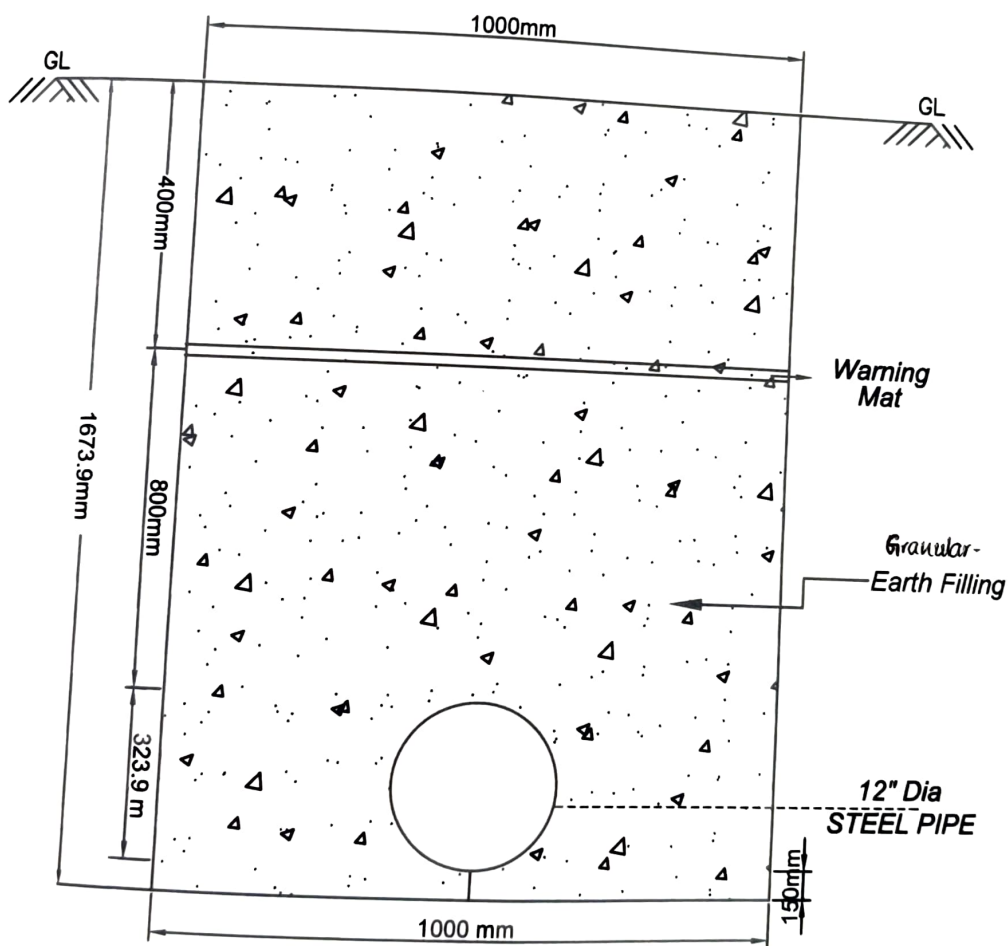 1000mm
GL
GL
400mm
Warning
Mat
1673.9mm
800mm
Granular-
Earth Filling
323.9 m
12" Dia
STEEL PIPE
150mm
1000 mm